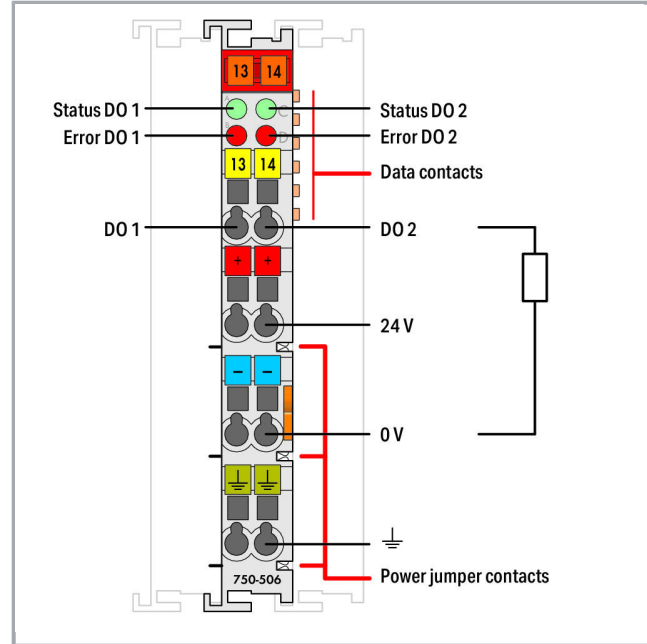 13 14
A
Status DO 1
C
Status DO 2
B
Error DO 1
D
Error DO 2
13 14
Data contacts
DO 1
DO 2
+ +
24 V
− −
0 V
750-506
Power jumper contacts